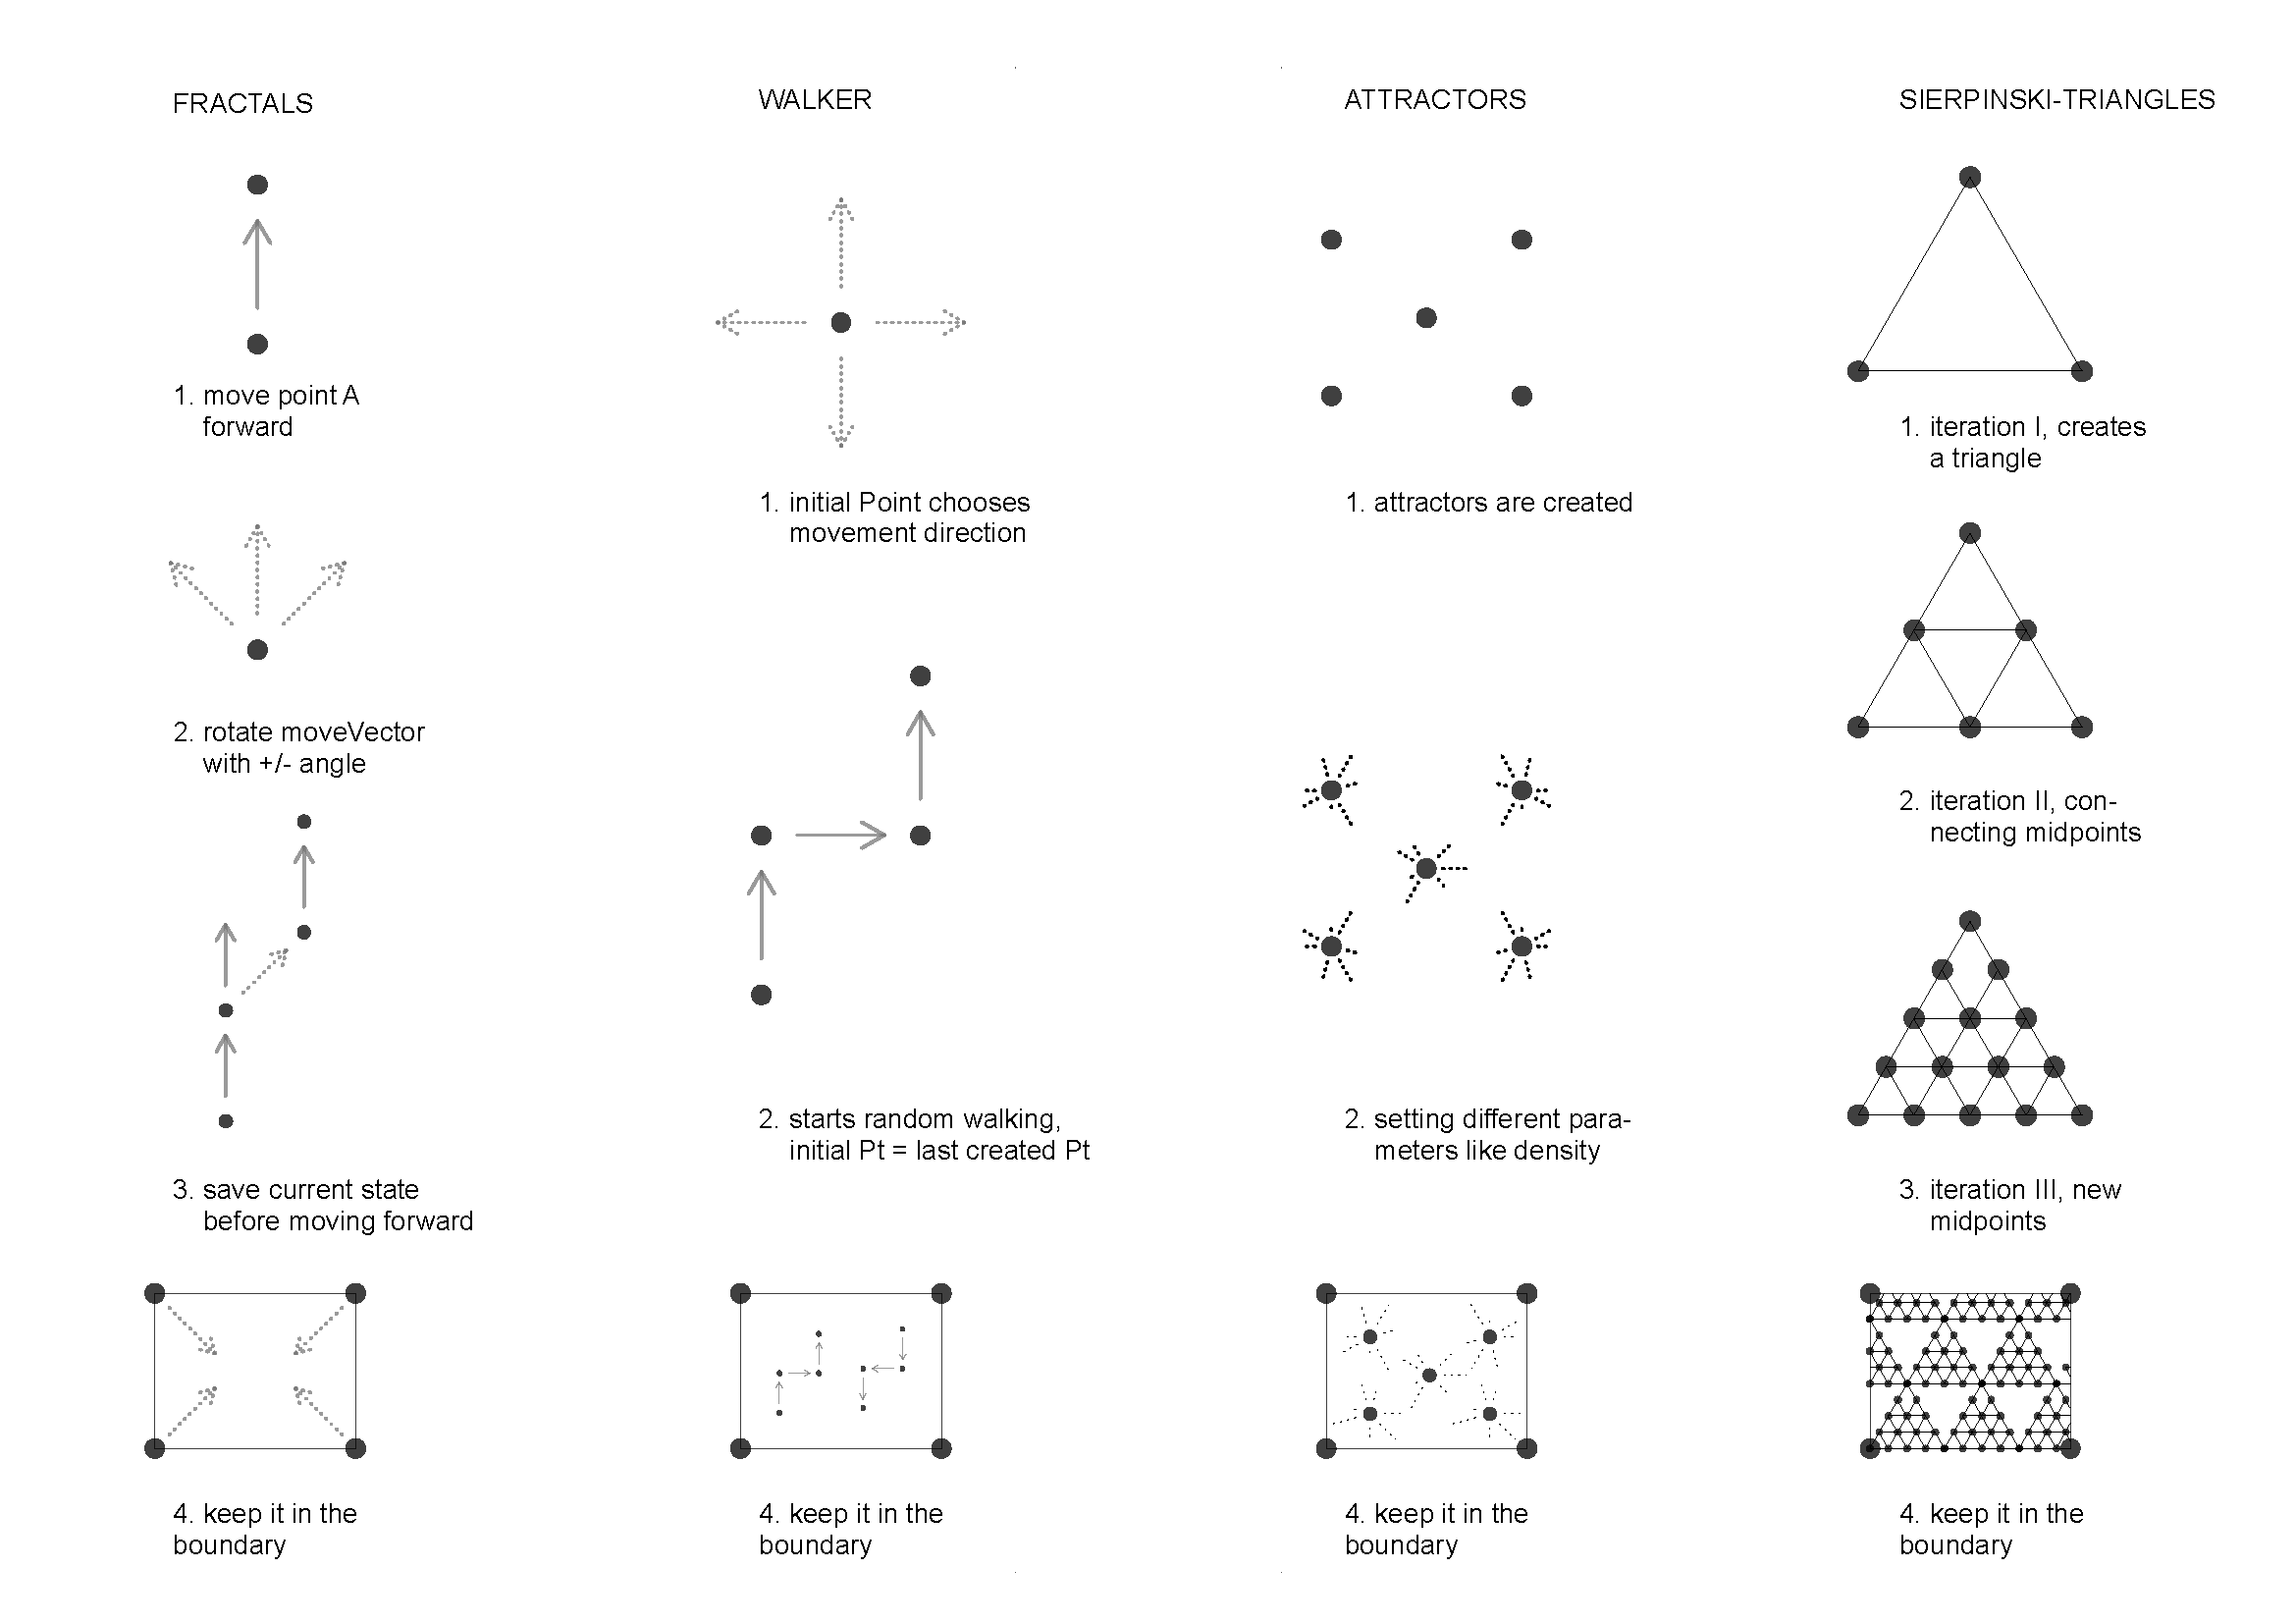 FRACTALS
1. move point A
forward
2. rotate moveVector
with +/- angle
3. save current state
before moving forward
4. keep it in the
boundary
WALKER
1. initial Point chooses
movement direction
2. starts random walking,
initial Pt = last created Pt
4. keep it in the
boundary
ATTRACTORS
1. attractors are created
2. setting different para-
meters like density
4. keep it in the
boundary
SIERPINSKI-TRIANGLES
1. iteration I, creates
a triangle
2. iteration II, con-
necting midpoints
3. iteration III, new
midpoints
4. keep it in the
boundary